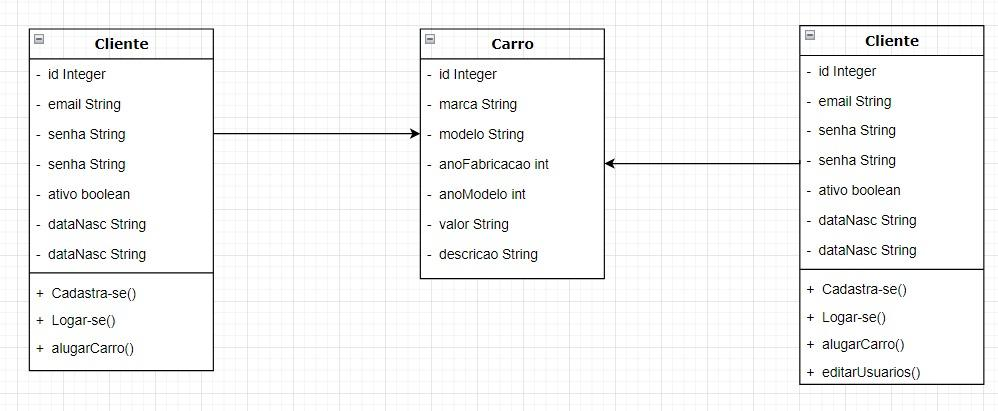 Cliente
- id Integer
- email String
- senha String
- senha String
- ativo boolean
- dataNasc String
- dataNasc String
+ Cadastra-se()
+ Logar-se()
+ alugarCarro()
Carro
- id Integer
- marca String
- modelo String
- anoFabricacao int
- anoModelo int
- valor String
- descricao String
Cliente
- id Integer
- email String
- senha String
- senha String
- ativo boolean
- dataNasc String
- dataNasc String
+ Cadastra-se()
+ Logar-se()
+ alugarCarro()
+ editarUsuarios()